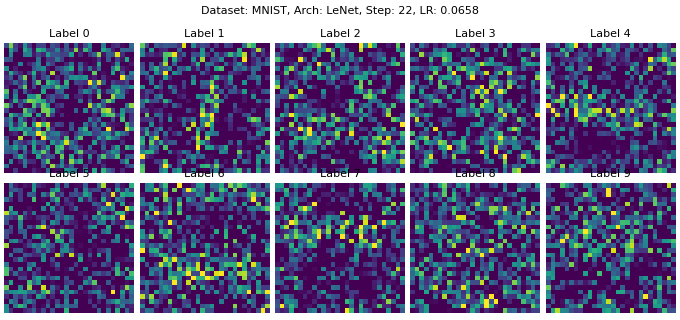 Dataset: MNIST, Arch: LeNet, Step: 22, LR: 0.0658
Label 0 Label 1 Label 2 Label 3 Label 4
Label 5 Label 6 Label 7 Label 8 Label 9